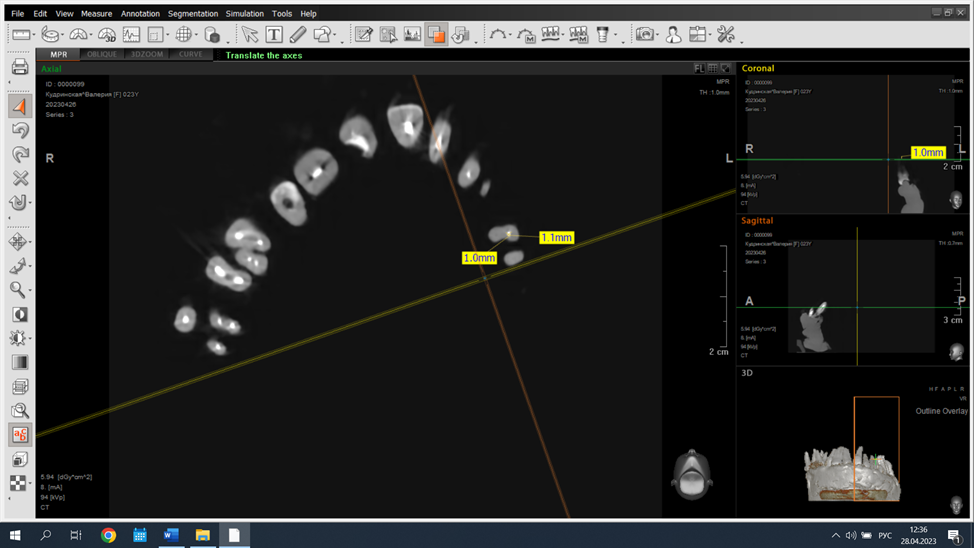 File Edit View Measure Annotation Segmentation Simulation Tools Help
MPR OBLIQUE 3DZOOM CURVE Translate the axes
Axial
ID : 0000099
Кудринская^Валерия [F] 023Y
20230426
Series : 3
FL
MPR
TH :1.0mm
R
L
1.1mm
1.0mm
2 cm
5.94 [dGy*cm^2]
8. [mA]
94 [kVp]
CT
Coronal
ID : 0000099
Кудринская^Валерия [F] 023Y
20230426
Series : 3
MPR
TH :1.0mm
R
L
1.0mm
2 cm
5.94 [dGy*cm^2]
8. [mA]
94 [kVp]
CT
Sagittal
ID : 0000099
Кудринская^Валерия [F] 023Y
20230426
Series : 3
MPR
A
P
3 cm
5.94 [dGy*cm^2]
8. [mA]
94 [kVp]
CT
3D
H F A P L R
VR
Outline Overlay
12:36
РУС
28.04.2023
1